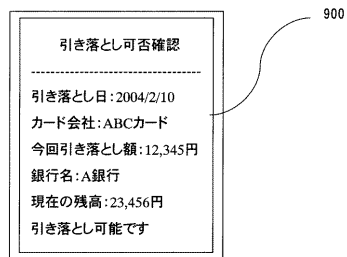 900
引き落とし可否確認
--------------------------------
引き落とし日:2004/2/10
カード会社:ABCカード
今回引き落とし額:12,345円
銀行名:A銀行
現在の残高:23,456円
引き落とし可能です